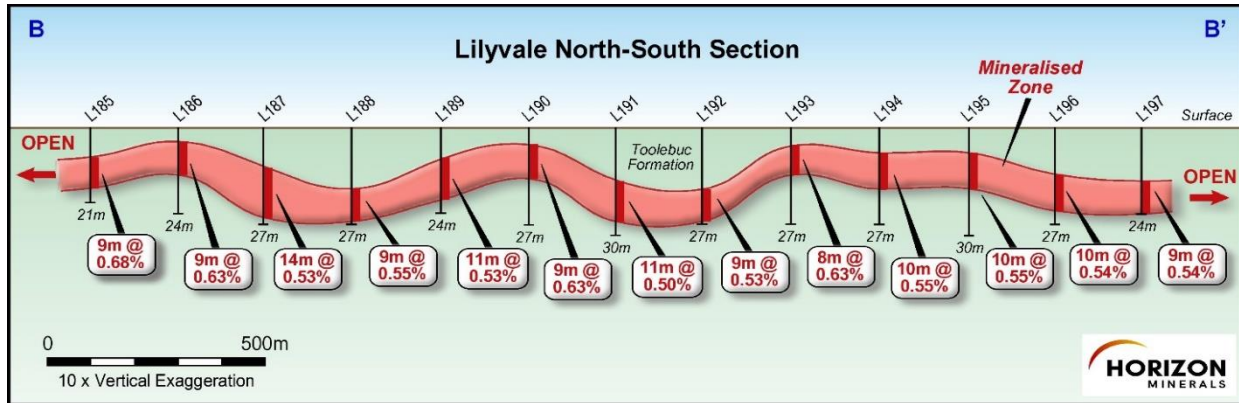 B
B'
Lilyvale North-South Section
Mineralised
Zone
L185
L186
L187
L188
L189
L190
L191
L192
L193
L194
L195
L196
L197
Surface
OPEN
Toolebuc
Formation
OPEN
21m
24m
27m
27m
24m
27m
30m
27m
27m
27m
30m
27m
24m
9m @
0.68%
9m @
0.63%
14m @
0.53%
9m @
0.55%
11m @
0.53%
9m @
0.63%
11m @
0.50%
9m @
0.53%
8m @
0.63%
10m @
0.55%
10m @
0.55%
10m @
0.54%
9m @
0.54%
0 500m
10 x Vertical Exaggeration
HORIZON
MINERALS